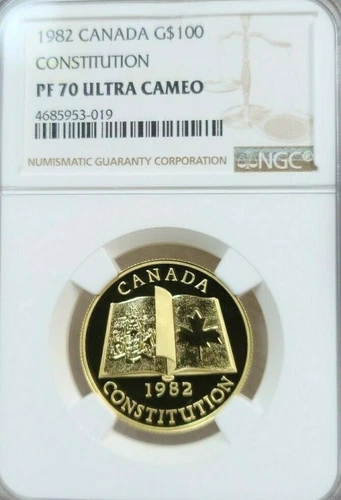 1982 CANADA G$100
CONSTITUTION
PF 70 ULTRA CAMEO
4685953-019
NUMISMATIC GUARANTY CORPORATION
NGC
CANADA
1982
CONSTITUTION